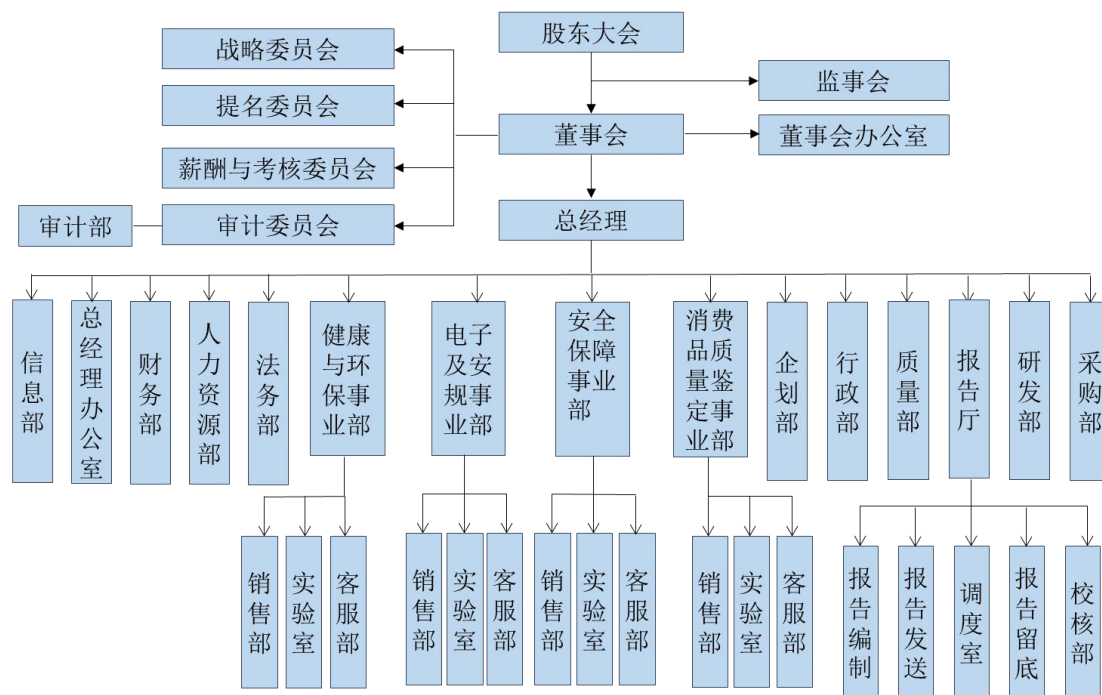 股东大会
战略委员会
监事会
提名委员会
董事会
董事会办公室
薪酬与考核委员会
审计部
审计委员会
总经理
信息部
总经理办公室
财务部
人力资源部
法务部
健康与环保事业部
电子及安规事业部
安全保障事业部
消费品质量鉴定事业部
企划部
行政部
质量部
报告厅
研发部
采购部
销售部
实验室
客服部
销售部
实验室
客服部
销售部
实验室
客服部
销售部
实验室
客服部
报告编制
报告发送
调度室
报告留底
校核部